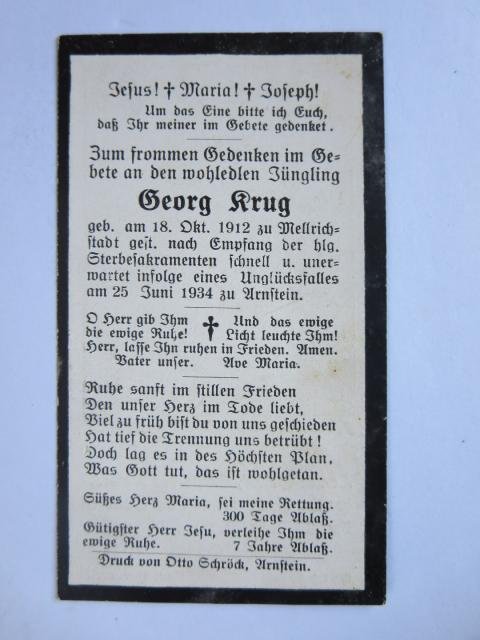 Jesus! † Maria! † Joseph!
Um das Eine bitte ich Euch,
daß Ihr meiner im Gebete gedenket.
Zum frommen Gedenken im Ge-
bete an den wohledlen Jüngling
Georg Krug
geb. am 18. Okt. 1912 zu Mellrich-
stadt gest. nach Empfang der hlg.
Sterbesakramenten schnell u. uner-
wartet infolge eines Unglücksfalles
am 25 Juni 1934 zu Arnstein.
O Herr gib Ihm † Und das ewige
die ewige Ruhe! Licht leuchte Ihm!
Herr, lasse Ihn ruhen in Frieden. Amen.
Vater unser. Ave Maria.
Ruhe sanft im stillen Frieden
Den unser Herz im Tode liebt,
Viel zu früh bist du von uns geschieden
Hat tief die Trennung uns betrübt!
Doch lag es in des Höchsten Plan,
Was Gott tut, das ist wohlgetan.
Süßes Herz Maria, sei meine Rettung.
300 Tage Ablaß.
Gütigster Herr Jesu, verleihe Ihm die
ewige Ruhe. 7 Jahre Ablaß.
Druck von Otto Schröck, Arnstein.